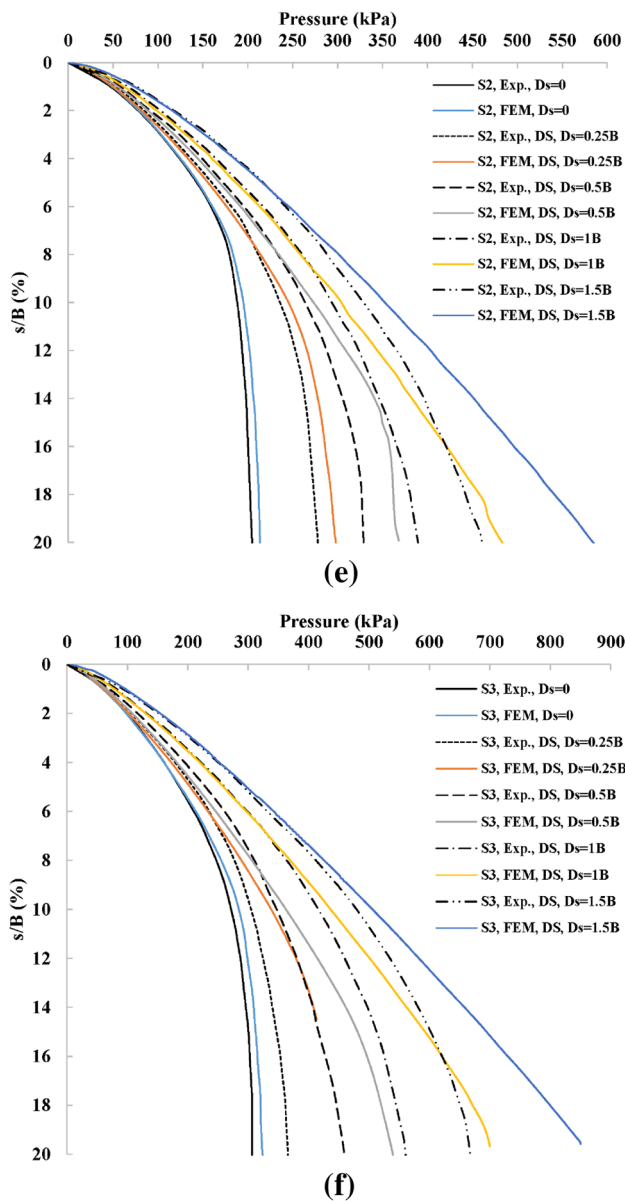 Pressure (kPa)
0 50 100 150 200 250 300 350 400 450 500 550 600
0
2
4
6
8
10
12
14
16
18
20
s/B (%)
S2, Exp., Ds=0
S2, FEM, Ds=0
S2, Exp., DS, Ds=0.25B
S2, FEM, DS, Ds=0.25B
S2, Exp., DS, Ds=0.5B
S2, FEM, DS, Ds=0.5B
S2, Exp., DS, Ds=1B
S2, FEM, DS, Ds=1B
S2, Exp., DS, Ds=1.5B
S2, FEM, DS, Ds=1.5B
(e)
Pressure (kPa)
0 100 200 300 400 500 600 700 800 900
0
2
4
6
8
10
12
14
16
18
20
s/B (%)
S3, Exp., Ds=0
S3, FEM, Ds=0
S3, Exp., DS, Ds=0.25B
S3, FEM, DS, Ds=0.25B
S3, Exp., DS, Ds=0.5B
S3, FEM, DS, Ds=0.5B
S3, Exp., DS, Ds=1B
S3, FEM, DS, Ds=1B
S3, Exp., DS, Ds=1.5B
S3, FEM, DS, Ds=1.5B
(f)